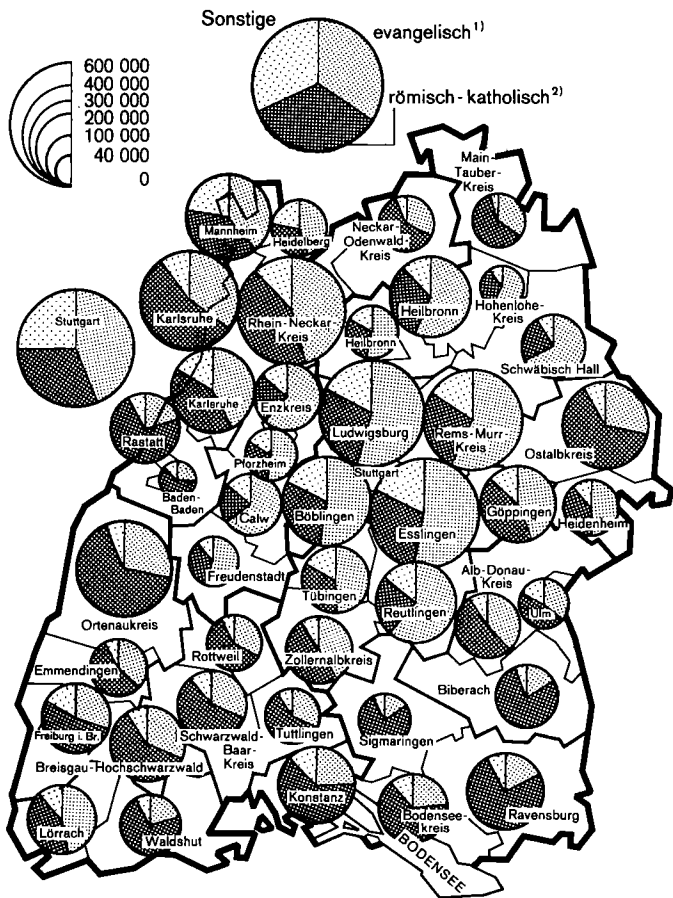 Sonstige
evangelisch¹⁾
römisch-katholisch²⁾
600 000
400 000
300 000
200 000
100 000
40 000
0
Main-
Tauber-
Kreis
Mannheim
Heidelberg
Neckar-
Odenwald-
Kreis
Karlsruhe
Rhein-Neckar-
Kreis
Heilbronn
Hohenlohe-
Kreis
Stuttgart
Heilbronn
Schwäbisch Hall
Karlsruhe
Enzkreis
Ludwigsburg
Rems-Murr
Kreis
Ostalbkreis
Rastatt
Pforzheim
Stuttgart
Baden-
Baden
Calw
Böblingen
Esslingen
Göppingen
Heidenheim
Freudenstadt
Tübingen
Reutlingen
Alb-Donau-
Kreis
Ulm
Ortenaukreis
Rottweil
Zollernalbkreis
Emmendingen
Biberach
Freiburg i. Br.
Schwarzwald-
Baar-
Kreis
Tuttlingen
Sigmaringen
Breisgau-Hochschwarzwald
Konstanz
Bodensee-
kreis
Ravensburg
Lörrach
Waldshut
BODENSEE